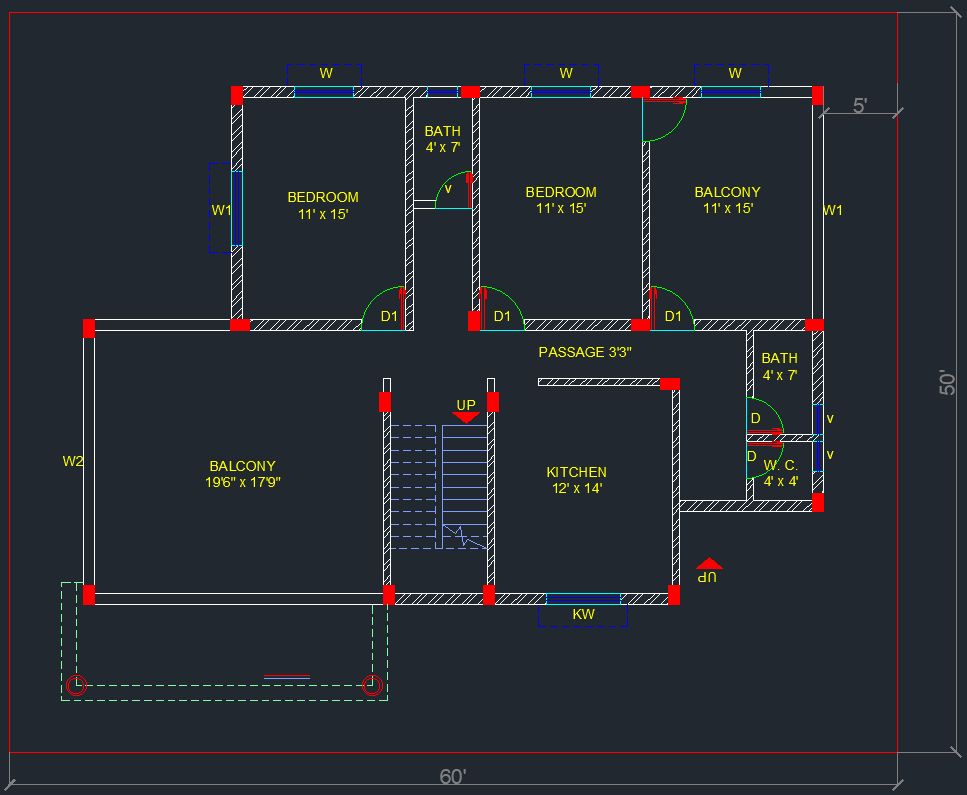 W
W
W
5'
BATH
4' x 7'
V
BEDROOM
11' x 15'
BEDROOM
11' x 15'
BALCONY
11' x 15'
W1
W1
D1
D1
D1
PASSAGE 3'3"
BATH
4' x 7'
50'
UP
D
V
W2
BALCONY
19'6" x 17'9"
KITCHEN
12' x 14'
D
W. C.
4' x 4'
V
UP
KW
60'